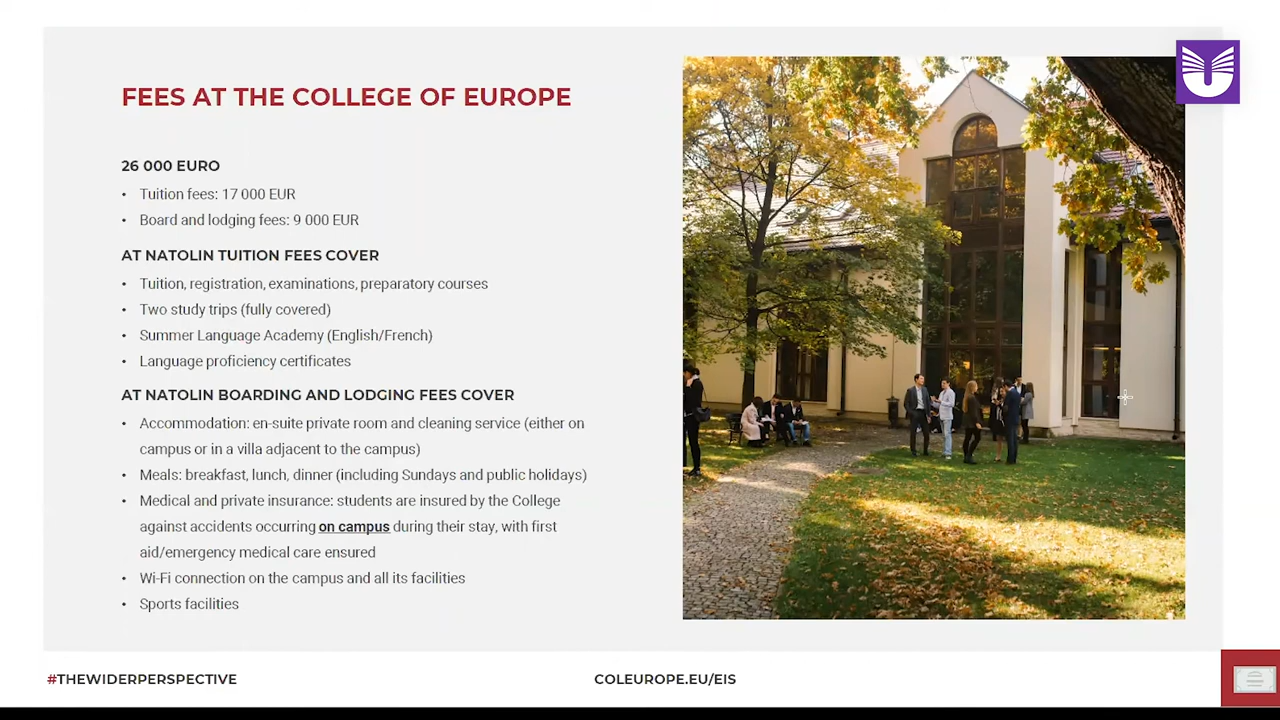 FEES AT THE COLLEGE OF EUROPE
26 000 EURO
• Tuition fees: 17 000 EUR
• Board and lodging fees: 9 000 EUR
AT NATOLIN TUITION FEES COVER
• Tuition, registration, examinations, preparatory courses
• Two study trips (fully covered)
• Summer Language Academy (English/French)
• Language proficiency certificates
AT NATOLIN BOARDING AND LODGING FEES COVER
• Accommodation: en-suite private room and cleaning service (either on
campus or in a villa adjacent to the campus)
• Meals: breakfast, lunch, dinner (including Sundays and public holidays)
• Medical and private insurance: students are insured by the College
against accidents occurring on campus during their stay, with first
aid/emergency medical care ensured
• Wi-Fi connection on the campus and all its facilities
• Sports facilities
#THEWIDERPERSPECTIVE
COLEUROPE.EU/EIS